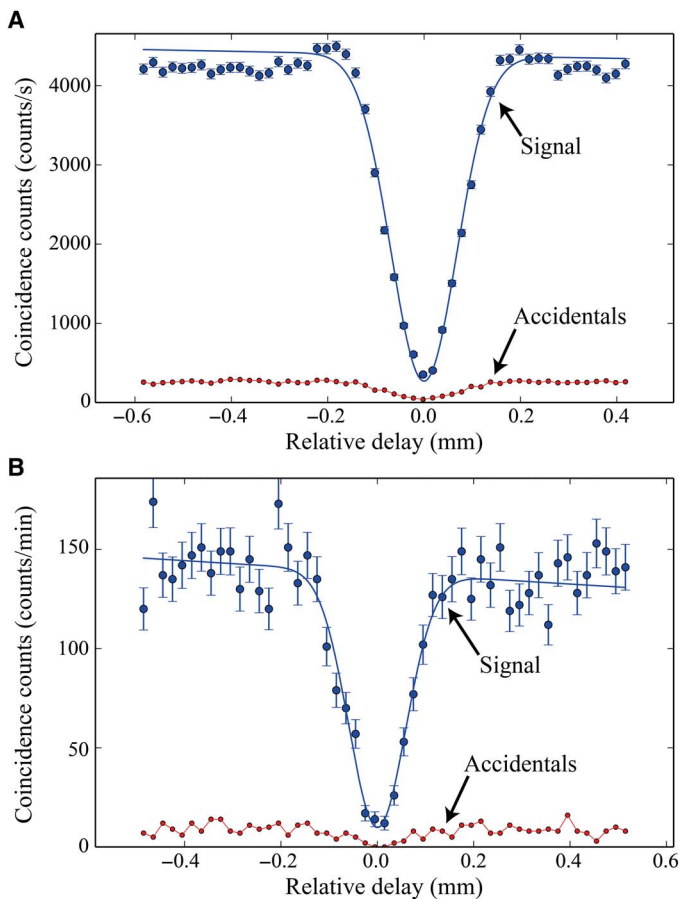 A
Coincidence counts (counts/s)
4000
3000
2000
1000
0
Signal
Accidentals
−0.6 −0.4 −0.2 0.0 0.2 0.4
Relative delay (mm)
B
Coincidence counts (counts/min)
150
100
50
0
Signal
Accidentals
−0.4 −0.2 0.0 0.2 0.4 0.6
Relative delay (mm)